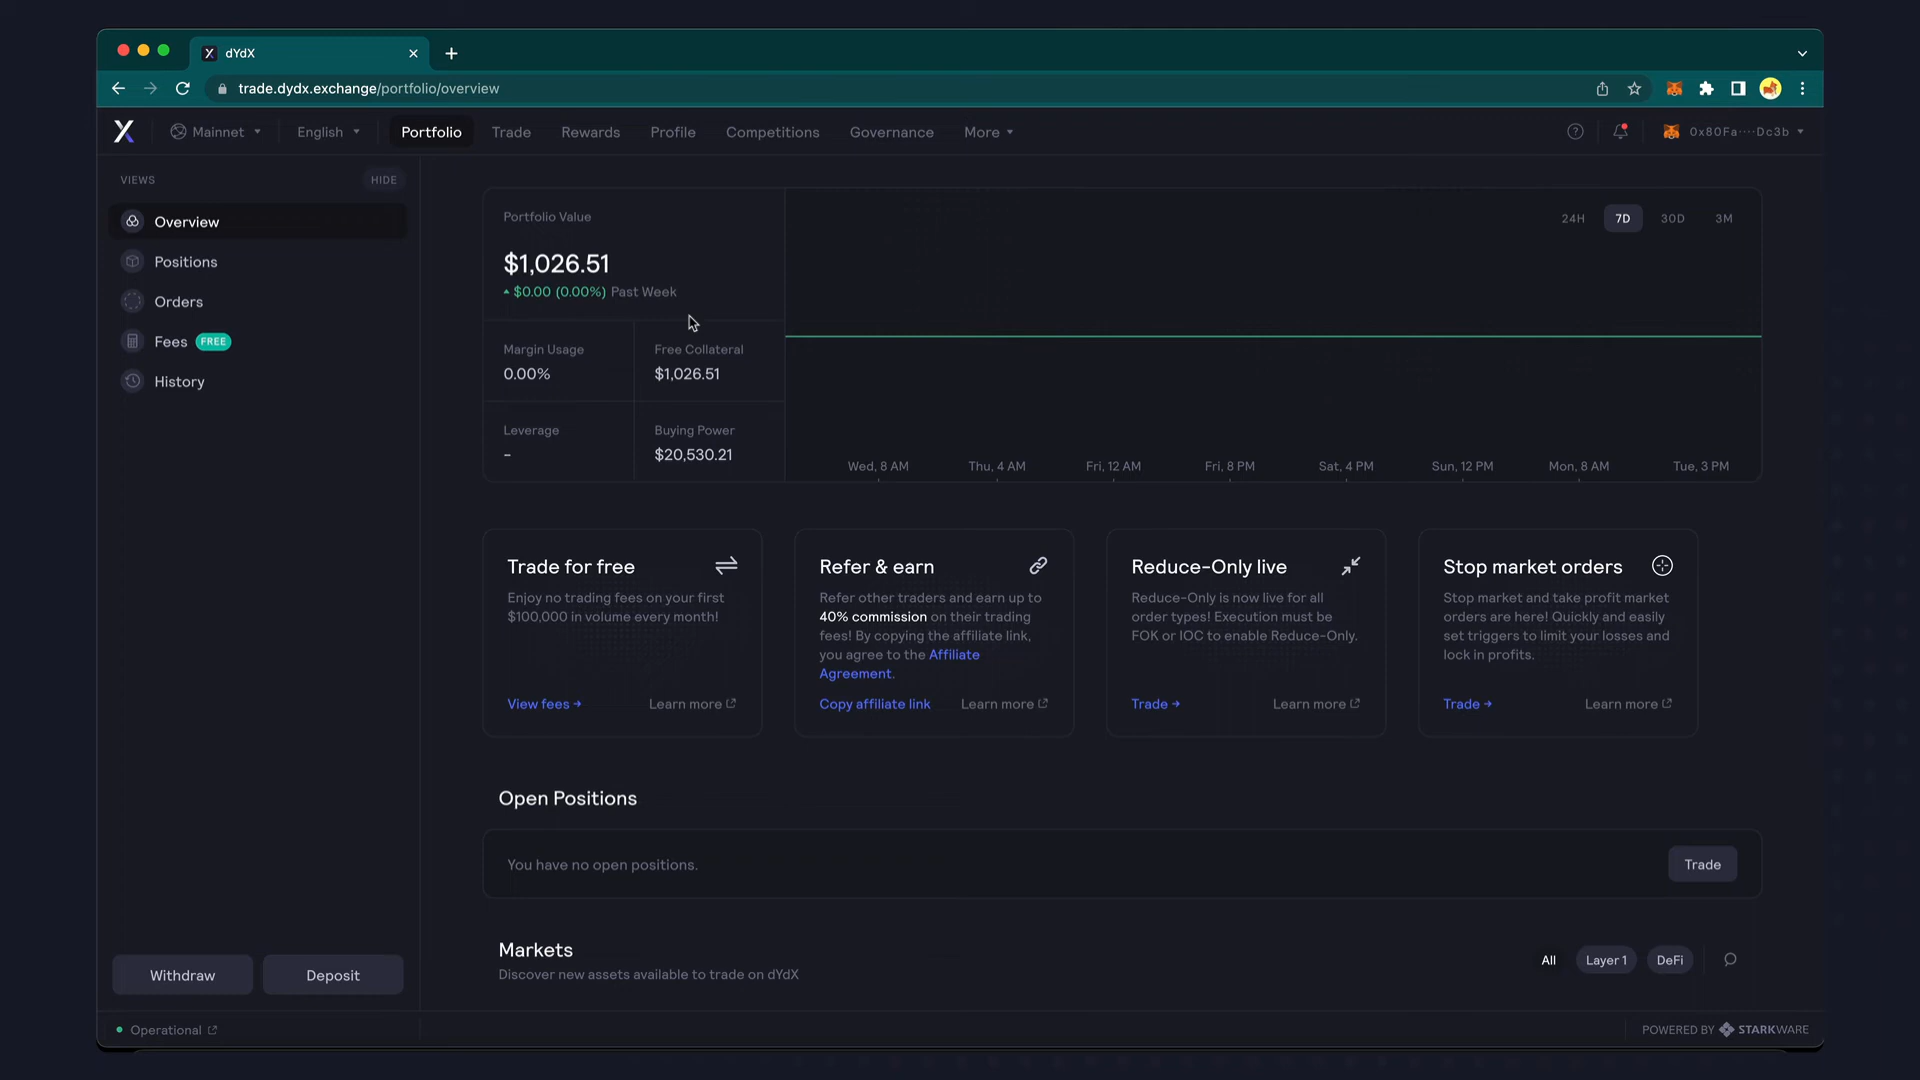 dYdX
trade.dydx.exchange/portfolio/overview
Mainnet
English
Portfolio
Trade
Rewards
Profile
Competitions
Governance
More
0x80Fa····Dc3b
VIEWS
HIDE
Overview
Positions
Orders
Fees FREE
History
Portfolio Value
$1,026.51
$0.00 (0.00%) Past Week
Margin Usage
0.00%
Free Collateral
$1,026.51
Leverage
-
Buying Power
$20,530.21
24H
7D
30D
3M
Wed, 8 AM
Thu, 4 AM
Fri, 12 AM
Fri, 8 PM
Sat, 4 PM
Sun, 12 PM
Mon, 8 AM
Tue, 3 PM
Trade for free
Enjoy no trading fees on your first
$100,000 in volume every month!
View fees →
Learn more
Refer & earn
Refer other traders and earn up to
40% commission on their trading
fees! By copying the affiliate link,
you agree to the Affiliate
Agreement.
Copy affiliate link
Learn more
Reduce-Only live
Reduce-Only is now live for all
order types! Execution must be
FOK or IOC to enable Reduce-Only.
Trade →
Learn more
Stop market orders
Stop market and take profit market
orders are here! Quickly and easily
set triggers to limit your losses and
lock in profits.
Trade →
Learn more
Open Positions
You have no open positions.
Trade
Markets
Discover new assets available to trade on dYdX
All
Layer 1
DeFi
Withdraw
Deposit
Operational
POWERED BY STARKWARE